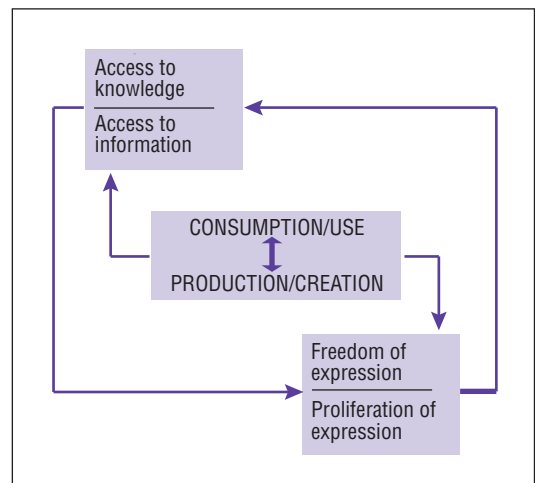 Access to
knowledge
Access to
information
CONSUMPTION/USE
PRODUCTION/CREATION
Freedom of
expression
Proliferation of
expression